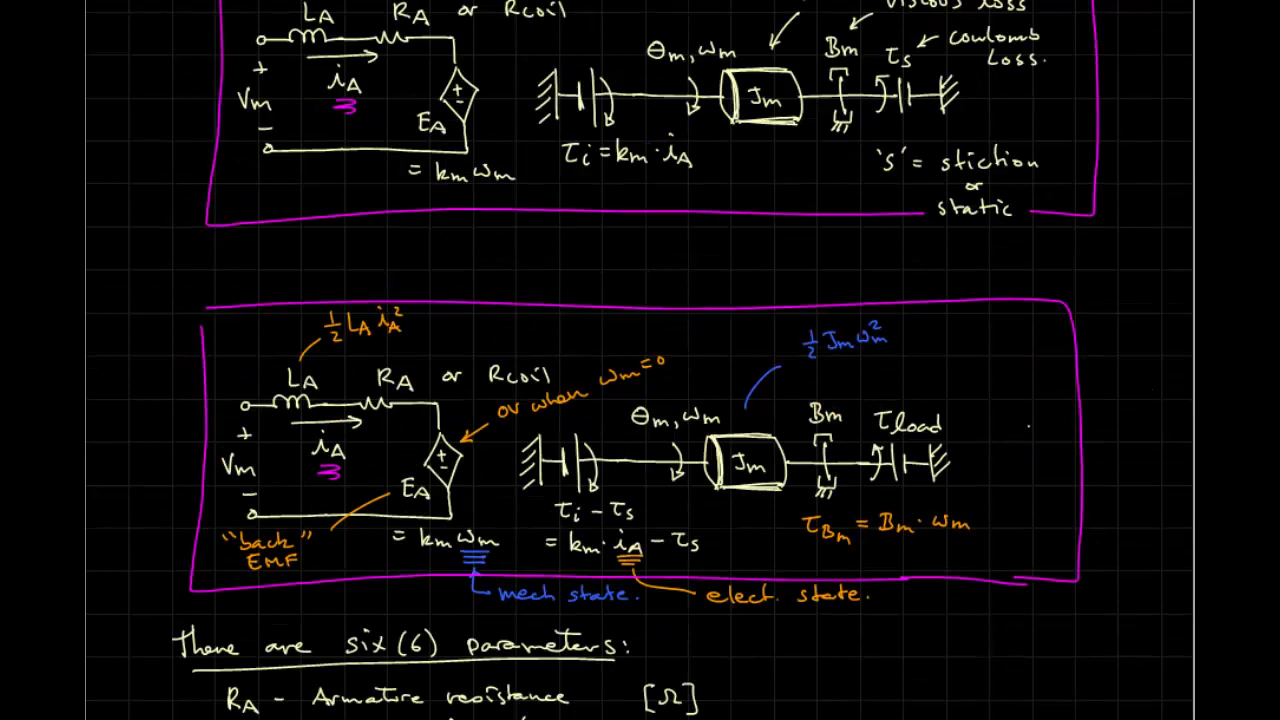 LA RA or Rcoil
viscous loss
θm, ωm Bm τs coulomb loss.
+ Vm − iA EA + − Jm
τi = km · iA
= km ωm
's' = stiction
or
static
½ LA iA²
½ Jm ωm²
LA RA or Rcoil
or when ωm=0
θm, ωm Bm τload
+ Vm − iA EA + − Jm
τi − τs
= km · iA − τs
τBm = Bm · ωm
"back"
EMF
= km ωm
mech state.
elect. state.
There are six (6) parameters:
RA - Armature resistance [Ω]